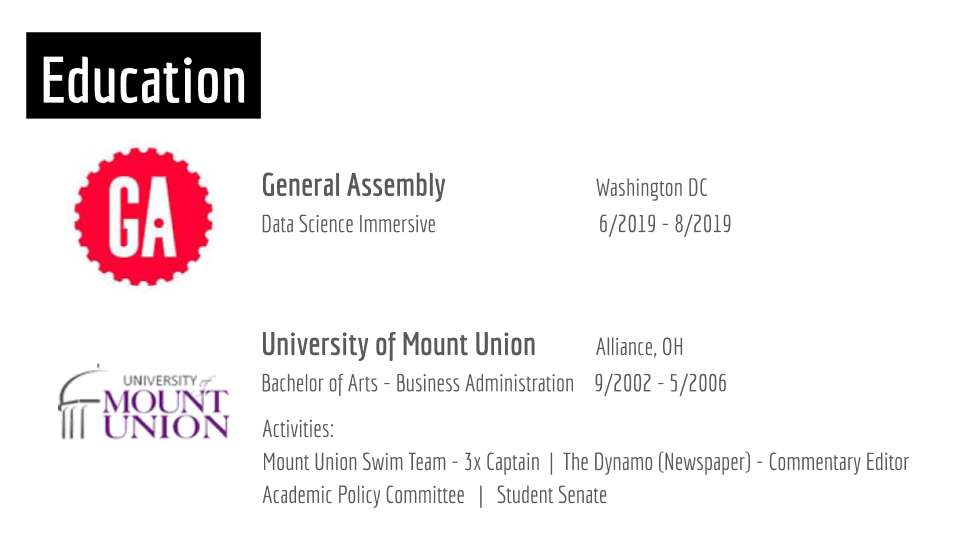 Education
GA
General Assembly Washington DC
Data Science Immersive 6/2019 - 8/2019
University of Mount Union Alliance, OH
UNIVERSITY of
MOUNT
UNION
Bachelor of Arts - Business Administration 9/2002 - 5/2006
Activities:
Mount Union Swim Team - 3x Captain | The Dynamo (Newspaper) - Commentary Editor
Academic Policy Committee | Student Senate